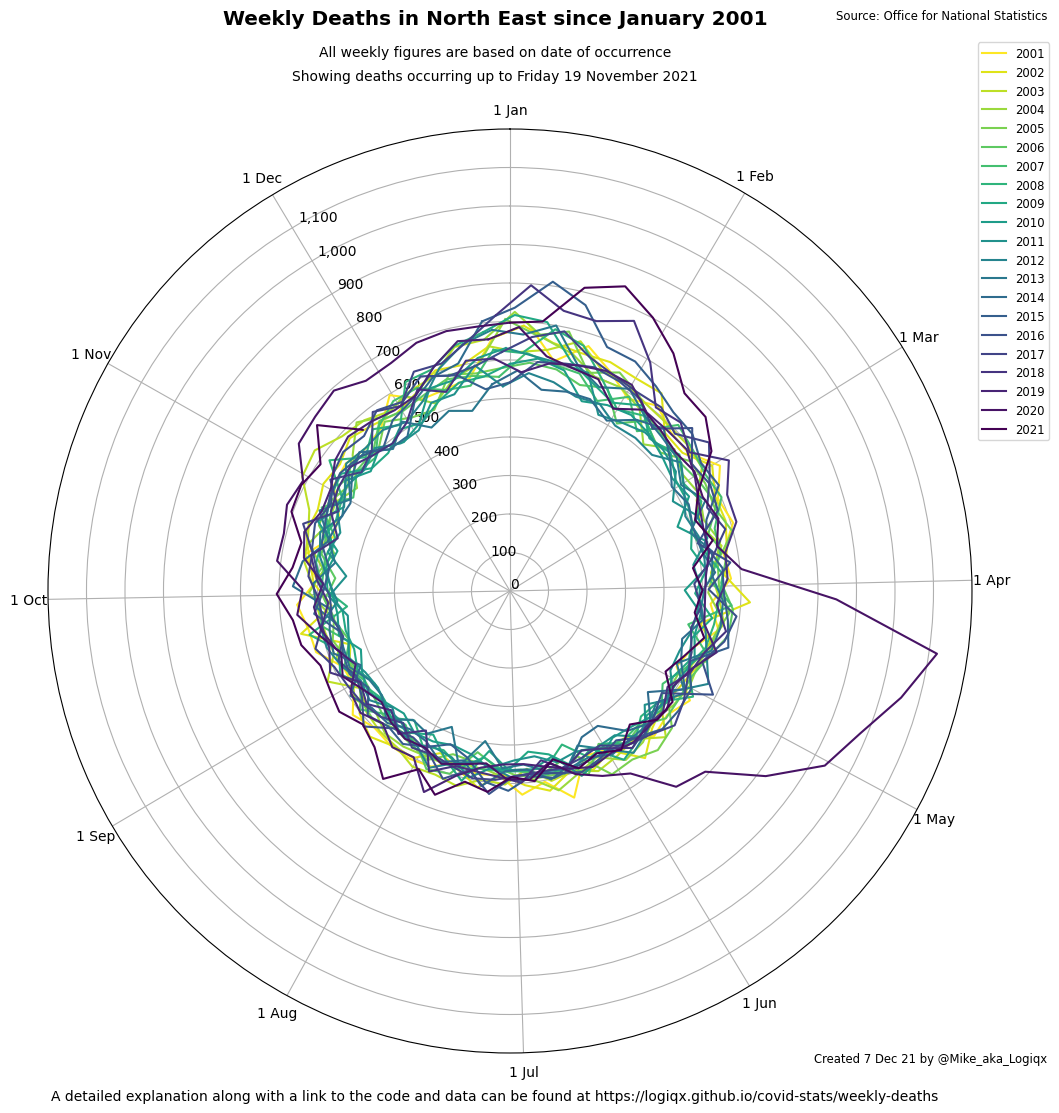 Weekly Deaths in North East since January 2001
Source: Office for National Statistics
All weekly figures are based on date of occurrence
Showing deaths occurring up to Friday 19 November 2021
2001
2002
2003
2004
2005
2006
2007
2008
2009
2010
2011
2012
2013
2014
2015
2016
2017
2018
2019
2020
2021
1 Jan
1 Feb
1 Mar
1 Apr
1 May
1 Jun
1 Jul
1 Aug
1 Sep
1 Oct
1 Nov
1 Dec
1,100
1,000
900
800
700
600
500
400
300
200
100
0
Created 7 Dec 21 by @Mike_aka_Logiqx
A detailed explanation along with a link to the code and data can be found at https://logiqx.github.io/covid-stats/weekly-deaths